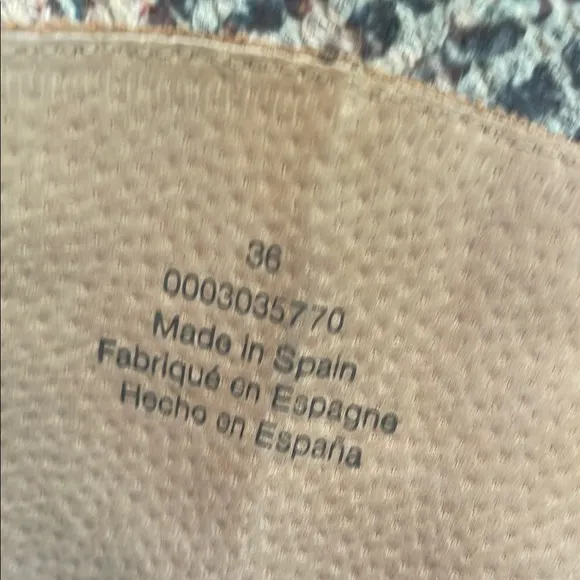 36
0003035770
Made in Spain
Fabriqué en Espagne
Hecho en España